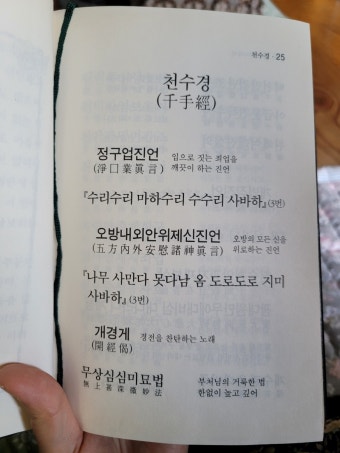 천수경 · 25
천수경
(千手經)
정구업진언 입으로 짓는 죄업을
(淨口業眞言) 깨끗이 하는 진언
『수리수리 마하수리 수수리 사바하』(3번)
오방내외안위제신진언 오방의 모든 신을
(五方內外安慰諸神眞言) 위로하는 진언
『나무 사만다 못다남 옴 도로도로 지미
사바하』(3번)
개경게 경전을 찬탄하는 노래
(開經偈)
무상심심미묘법 부처님의 거룩한 법
無上甚深微妙法 한없이 높고 깊어